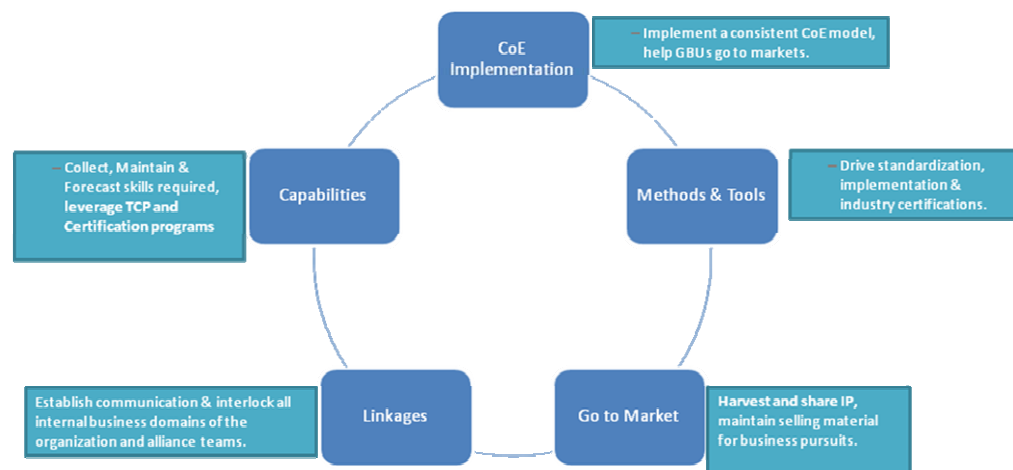 CoE
Implementation
– Implement a consistent CoE model,
help GBUs go to markets.
Methods & Tools
– Drive standardization,
implementation &
industry certifications.
Go to Market
Harvest and share IP,
maintain selling material
for business pursuits.
Linkages
Establish communication & interlock all
internal business domains of the
organization and alliance teams.
Capabilities
– Collect, Maintain &
Forecast skills required,
leverage TCP and
Certification programs